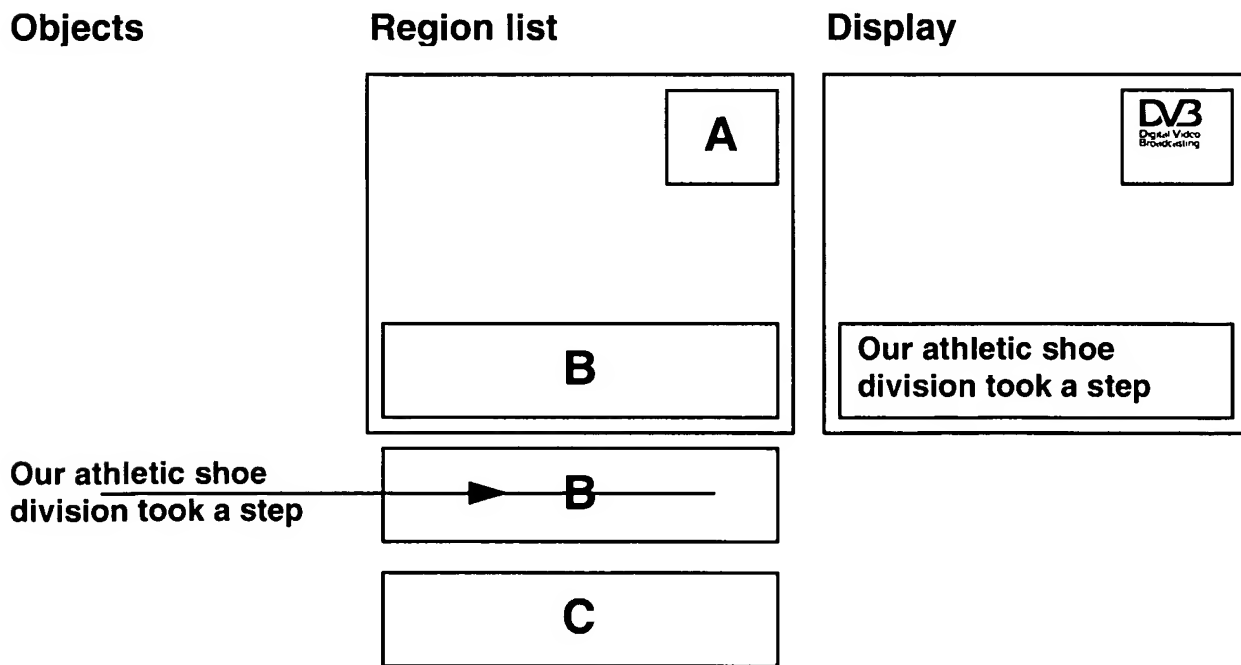 Objects
Region list
Display
A
DVB
Digital Video
Broadcasting
B
Our athletic shoe
division took a step
Our athletic shoe
division took a step
B
C